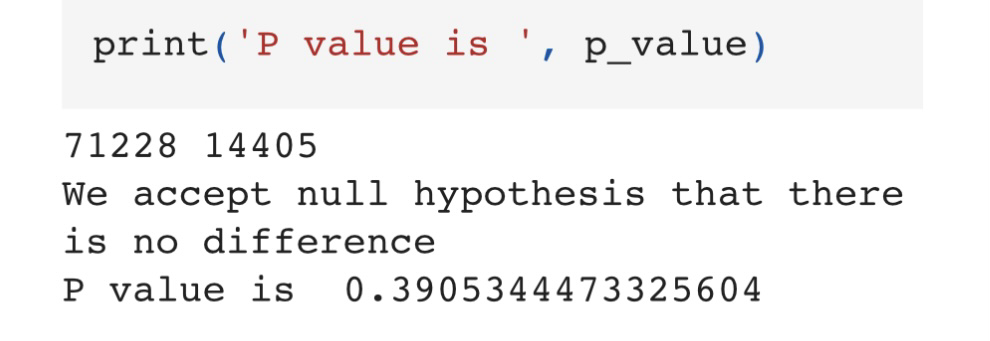 print('P value is ', p_value)
71228 14405
We accept null hypothesis that there
is no difference
P value is  0.3905344473325604